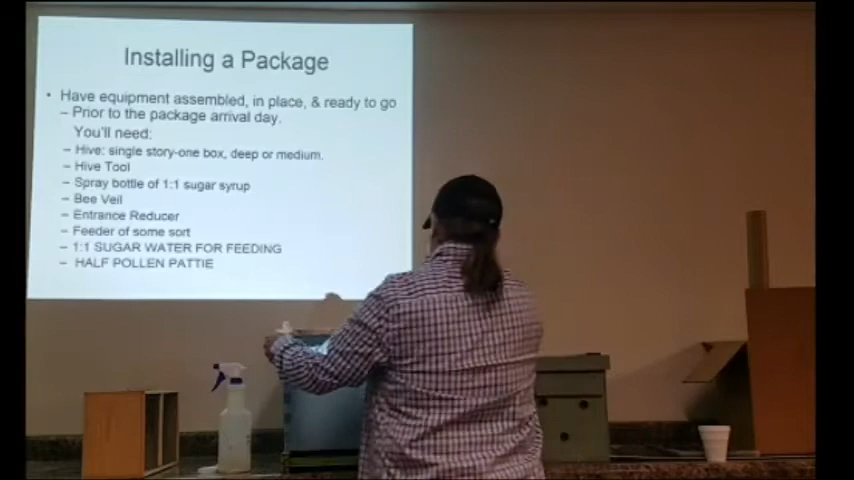 Installing a Package
• Have equipment assembled, in place, & ready to go
– Prior to the package arrival day.
You'll need:
– Hive: single story-one box, deep or medium.
– Hive Tool
– Spray bottle of 1:1 sugar syrup
– Bee Veil
– Entrance Reducer
– Feeder of some sort
– 1:1 SUGAR WATER FOR FEEDING
– HALF POLLEN PATTIE